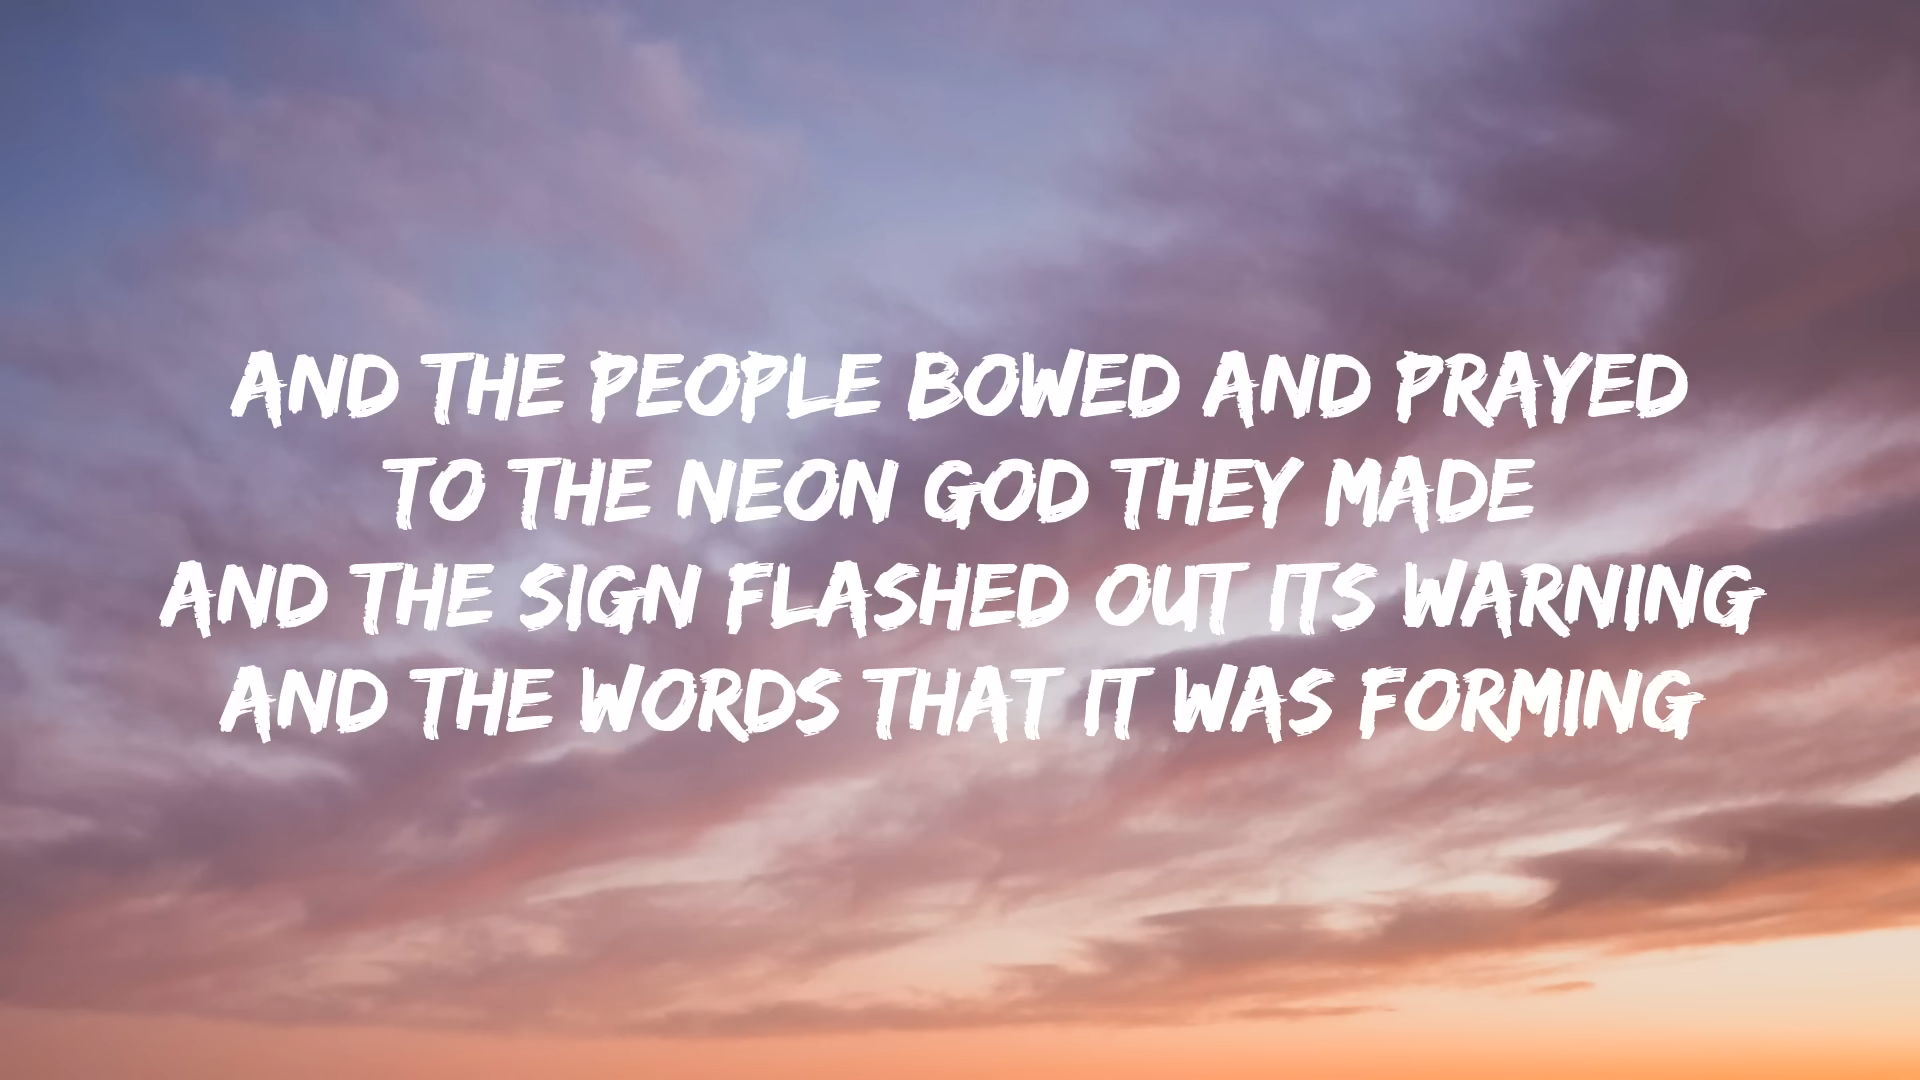 AND THE PEOPLE BOWED AND PRAYED
TO THE NEON GOD THEY MADE
AND THE SIGN FLASHED OUT ITS WARNING
AND THE WORDS THAT IT WAS FORMING